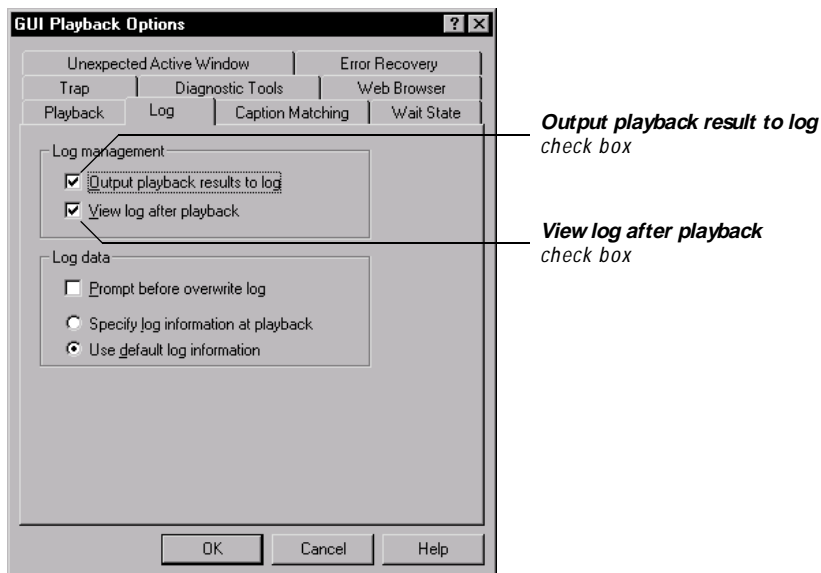 GUI Playback Options
Unexpected Active Window Error Recovery
Trap Diagnostic Tools Web Browser
Playback Log Caption Matching Wait State
Log management
Output playback results to log
View log after playback
Log data
Prompt before overwrite log
Specify log information at playback
Use default log information
OK Cancel Help
Output playback result to log
check box
View log after playback
check box